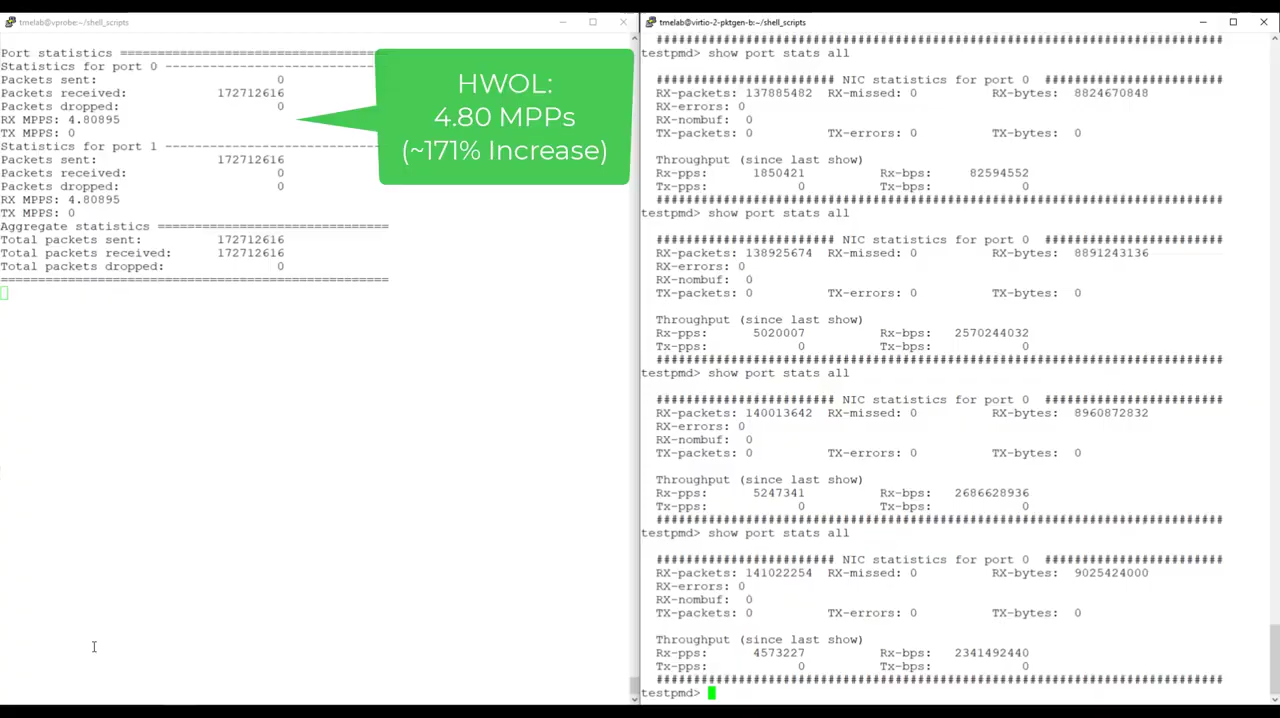 tmelab@vprobe:~/shell_scripts
Port statistics ================================
Statistics for port 0 ------------------------------
Packets sent: 0
Packets received: 172712616
Packets dropped: 0
RX MPPS: 4.80895
TX MPPS: 0
Statistics for port 1 ------------------------------
Packets sent: 172712616
Packets received: 0
Packets dropped: 0
RX MPPS: 4.80895
TX MPPS: 0
Aggregate statistics ===============================
Total packets sent: 172712616
Total packets received: 172712616
Total packets dropped: 0
====================================================
HWOL:
4.80 MPPs
(~171% Increase)
tmelab@virtio-2-pktgen-b:~/shell_scripts
############################################################################
testpmd> show port stats all
######################## NIC statistics for port 0 ########################
RX-packets: 137885482 RX-missed: 0 RX-bytes: 8824670848
RX-errors: 0
RX-nombuf: 0
TX-packets: 0 TX-errors: 0 TX-bytes: 0
Throughput (since last show)
Rx-pps: 1850421 Rx-bps: 82594552
Tx-pps: 0 Tx-bps: 0
############################################################################
testpmd> show port stats all
######################## NIC statistics for port 0 ########################
RX-packets: 138925674 RX-missed: 0 RX-bytes: 8891243136
RX-errors: 0
RX-nombuf: 0
TX-packets: 0 TX-errors: 0 TX-bytes: 0
Throughput (since last show)
Rx-pps: 5020007 Rx-bps: 2570244032
Tx-pps: 0 Tx-bps: 0
############################################################################
testpmd> show port stats all
######################## NIC statistics for port 0 ########################
RX-packets: 140013642 RX-missed: 0 RX-bytes: 8960872832
RX-errors: 0
RX-nombuf: 0
TX-packets: 0 TX-errors: 0 TX-bytes: 0
Throughput (since last show)
Rx-pps: 5247341 Rx-bps: 2686628936
Tx-pps: 0 Tx-bps: 0
############################################################################
testpmd> show port stats all
######################## NIC statistics for port 0 ########################
RX-packets: 141022254 RX-missed: 0 RX-bytes: 9025424000
RX-errors: 0
RX-nombuf: 0
TX-packets: 0 TX-errors: 0 TX-bytes: 0
Throughput (since last show)
Rx-pps: 4573227 Rx-bps: 2341492440
Tx-pps: 0 Tx-bps: 0
############################################################################
testpmd>